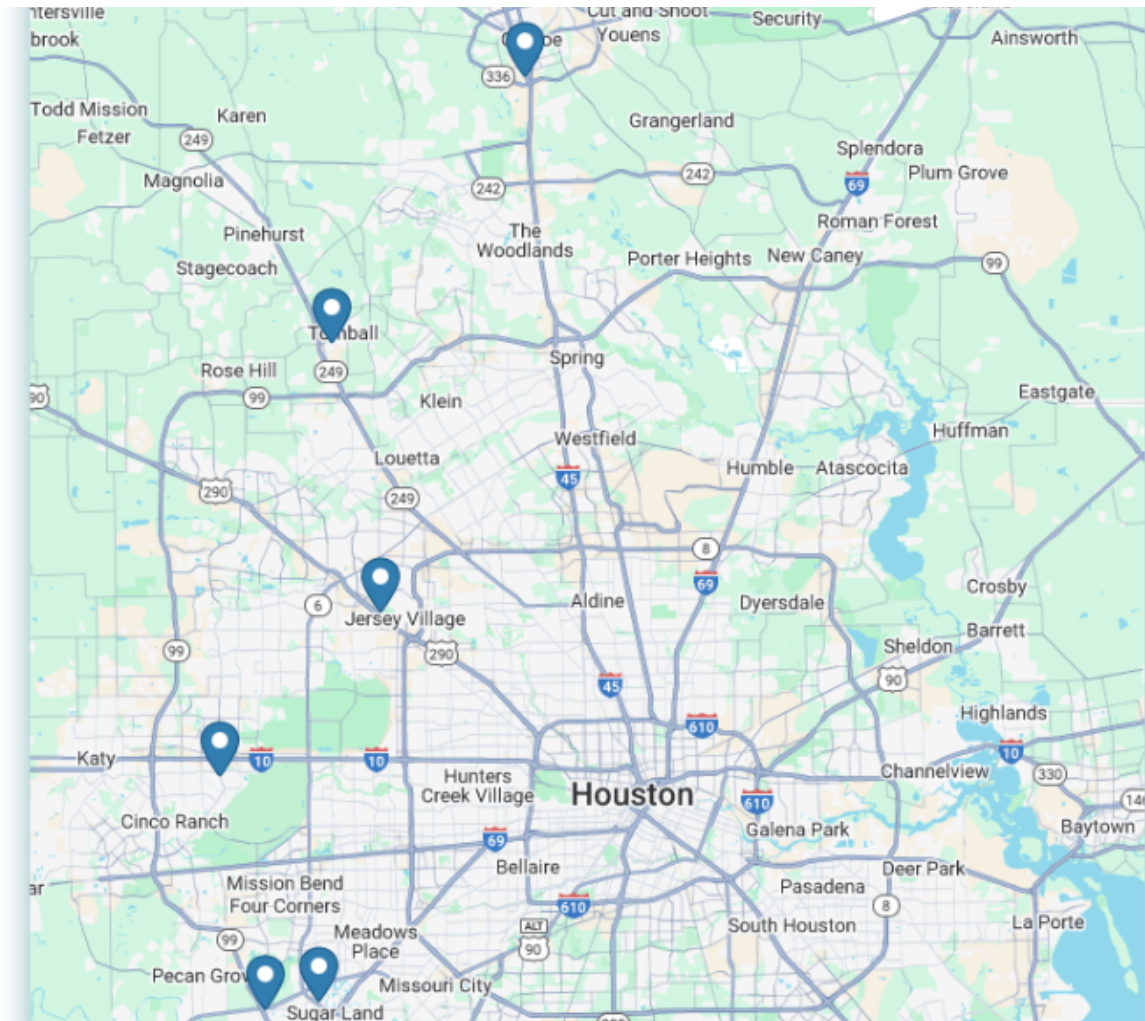 Cut and Shoot
Security
ntersville
brook
Youens
Ainsworth
336
Todd Mission
Karen
Grangerland
Fetzer
249
Splendora
Magnolia
242
242
69
Plum Grove
Pinehurst
The
Woodlands
Roman Forest
Stagecoach
Porter Heights
New Caney
99
Tomball
Rose Hill
249
Spring
99
Klein
Eastgate
90
Westfield
Huffman
Louetta
45
Humble
Atascocita
290
249
8
69
Crosby
6
Aldine
Dyersdale
Jersey Village
Barrett
99
290
Sheldon
45
90
Highlands
610
Katy
10
10
10
Hunters
Creek Village
Channelview
330
Houston
610
140
Cinco Ranch
Galena Park
Baytown
69
Bellaire
Deer Park
ar
Mission Bend
Four Corners
Pasadena
610
8
ALT
90
South Houston
La Porte
99
Meadows
Place
Pecan Grov
Missouri City
Sugar Land